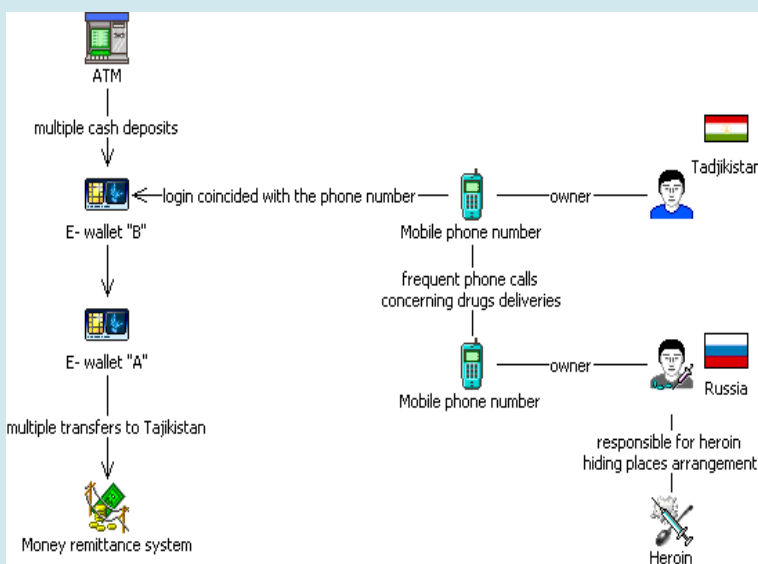 ATM
multiple cash deposits
Tadjikistan
login coincided with the phone number
owner
E- wallet "B"
Mobile phone number
frequent phone calls
concerning drugs deliveries
E- wallet "A"
owner
Mobile phone number
Russia
multiple transfers to Tajikistan
responsible for heroin
hiding places arrangement
Money remittance system
Heroin